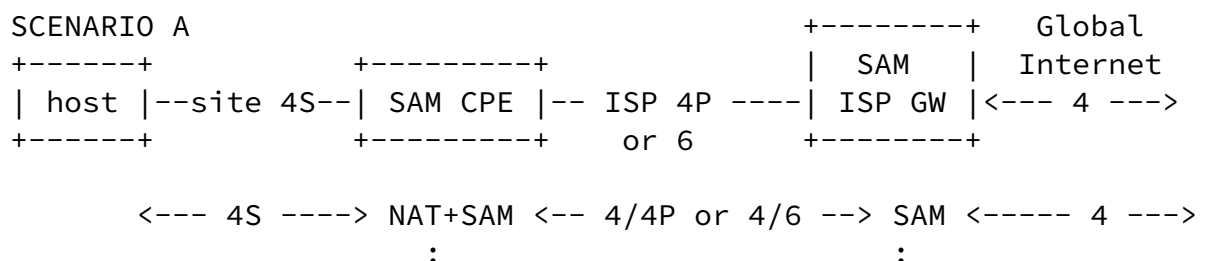 SCENARIO A                                +--------+   Global
+------+          +---------+             |  SAM   |  Internet
| host |--site 4S--| SAM CPE |-- ISP 4P ----| ISP GW |<--- 4 --->
+------+          +---------+    or 6     +--------+
<--- 4S ----> NAT+SAM <-- 4/4P or 4/6 --> SAM <----- 4 --->
:                          :